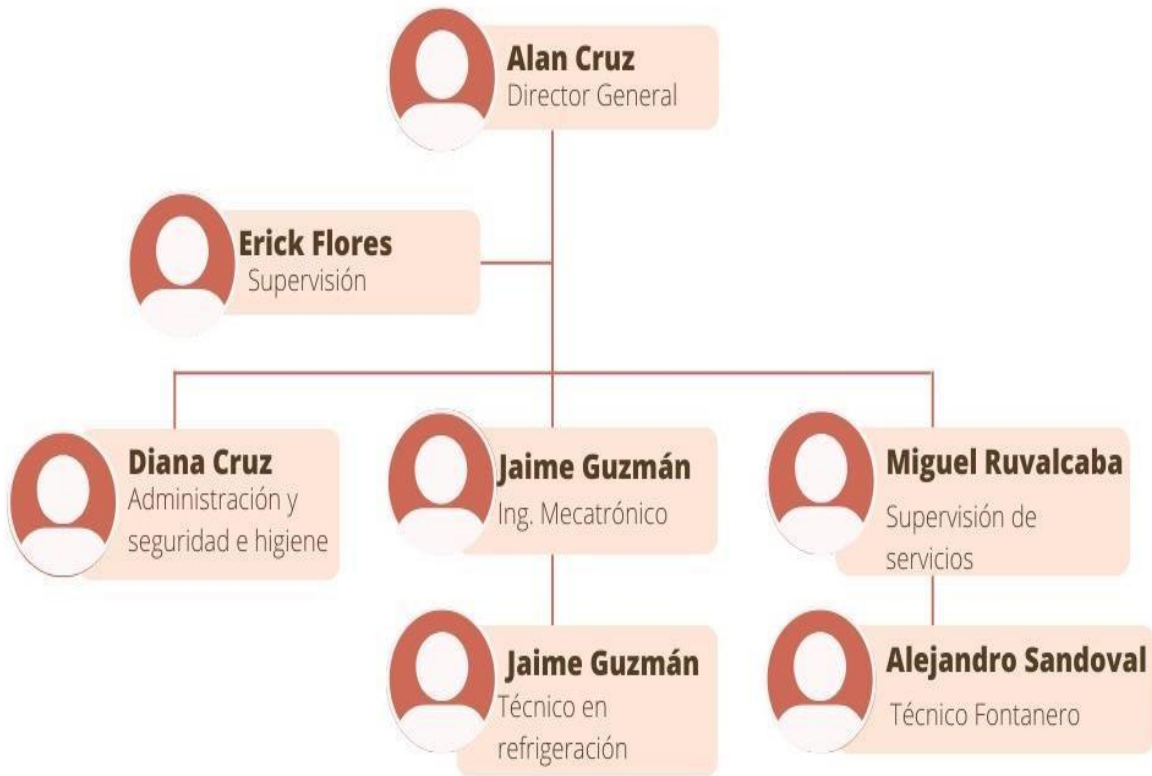 Alan Cruz
Director General
Erick Flores
Supervisión
Diana Cruz
Administración y
seguridad e higiene
Jaime Guzmán
Ing. Mecatrónico
Miguel Ruvalcaba
Supervisión de
servicios
Jaime Guzmán
Técnico en
refrigeración
Alejandro Sandoval
Técnico Fontanero